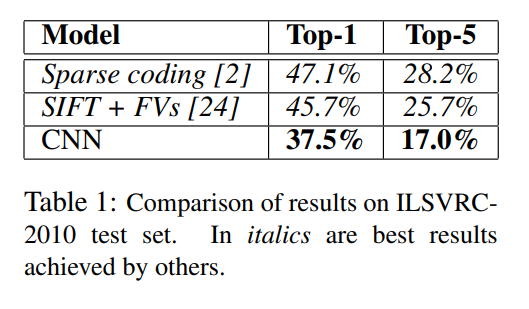 Model Top-1 Top-5
Sparse coding [2] 47.1% 28.2%
SIFT + FVs [24] 45.7% 25.7%
CNN 37.5% 17.0%
Table 1: Comparison of results on ILSVRC-
2010 test set. In italics are best results
achieved by others.